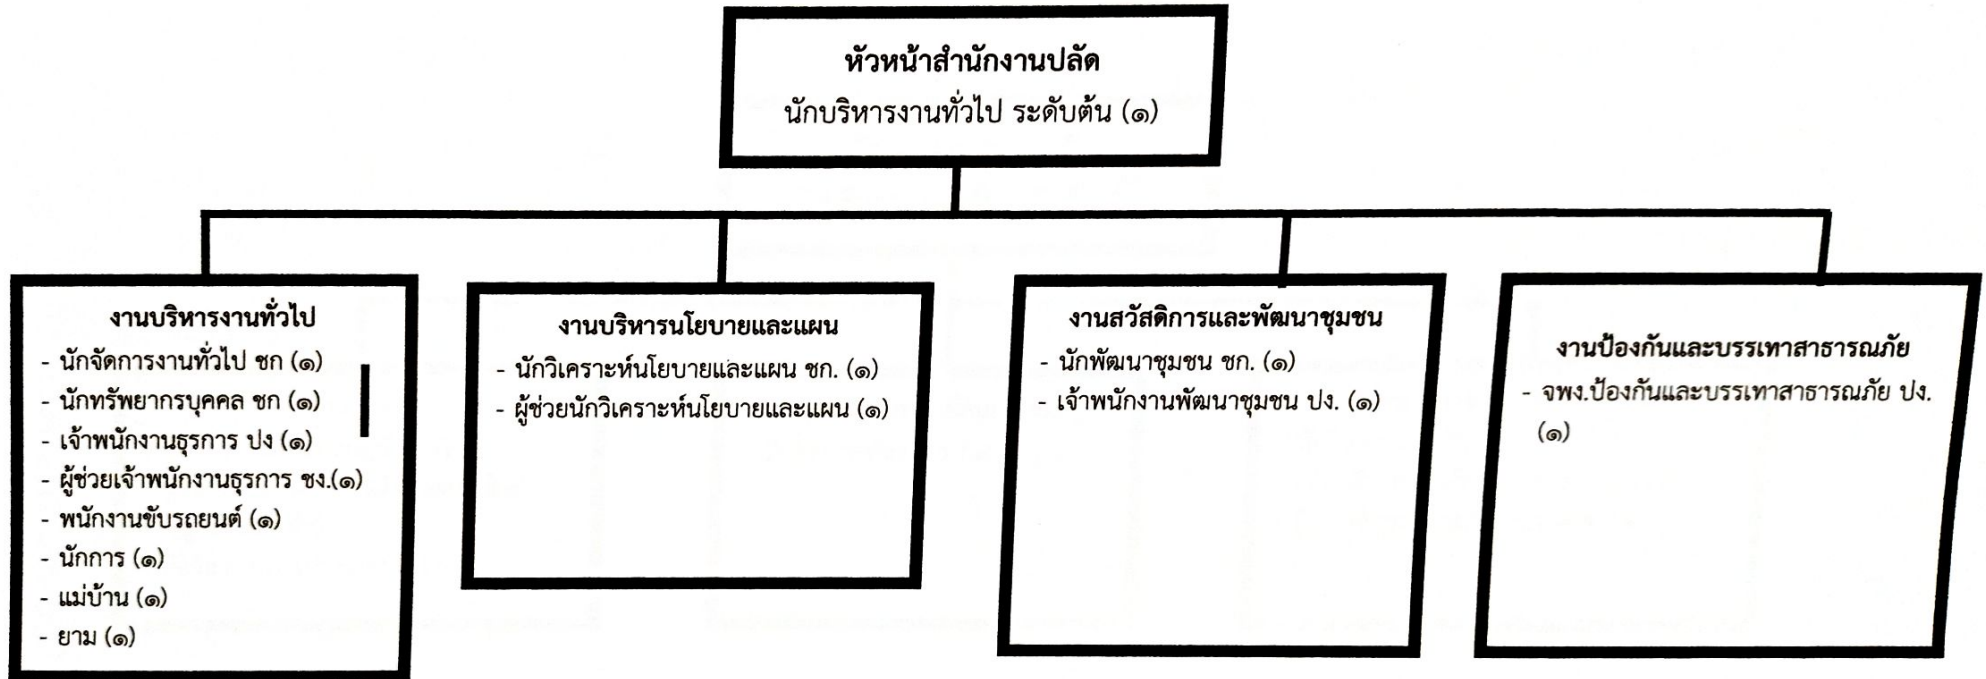 หัวหน้าสำนักงานปลัด
นักบริหารงานทั่วไป ระดับต้น (๑)
งานบริหารงานทั่วไป
- นักจัดการงานทั่วไป ชก (๑)
- นักทรัพยากรบุคคล ชก (๑)
- เจ้าพนักงานธุรการ ปง (๑)
- ผู้ช่วยเจ้าพนักงานธุรการ ชง.(๑)
- พนักงานขับรถยนต์ (๑)
- นักการ (๑)
- แม่บ้าน (๑)
- ยาม (๑)
งานบริหารนโยบายและแผน
- นักวิเคราะห์นโยบายและแผน ชก. (๑)
- ผู้ช่วยนักวิเคราะห์นโยบายและแผน (๑)
งานสวัสดิการและพัฒนาชุมชน
- นักพัฒนาชุมชน ชก. (๑)
- เจ้าพนักงานพัฒนาชุมชน ปง. (๑)
งานป้องกันและบรรเทาสาธารณภัย
- จพง.ป้องกันและบรรเทาสาธารณภัย ปง.
(๑)